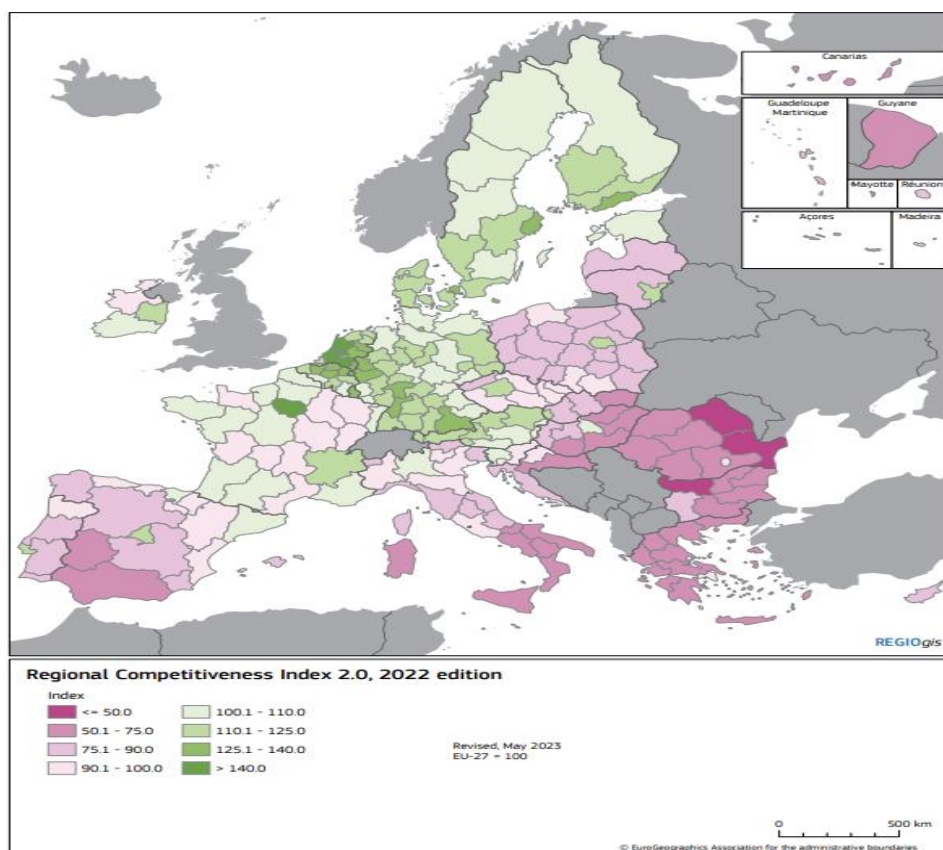 Canarias
Guadeloupe
Martinique
Guyane
Mayotte
Réunion
Açores
Madeira
REGIOgis
Regional Competitiveness Index 2.0, 2022 edition
Index
<= 50.0
50.1 - 75.0
75.1 - 90.0
90.1 - 100.0
100.1 - 110.0
110.1 - 125.0
125.1 - 140.0
> 140.0
Revised, May 2023
EU-27 = 100
0 500 km
© EuroGeographics Association for the administrative boundaries.